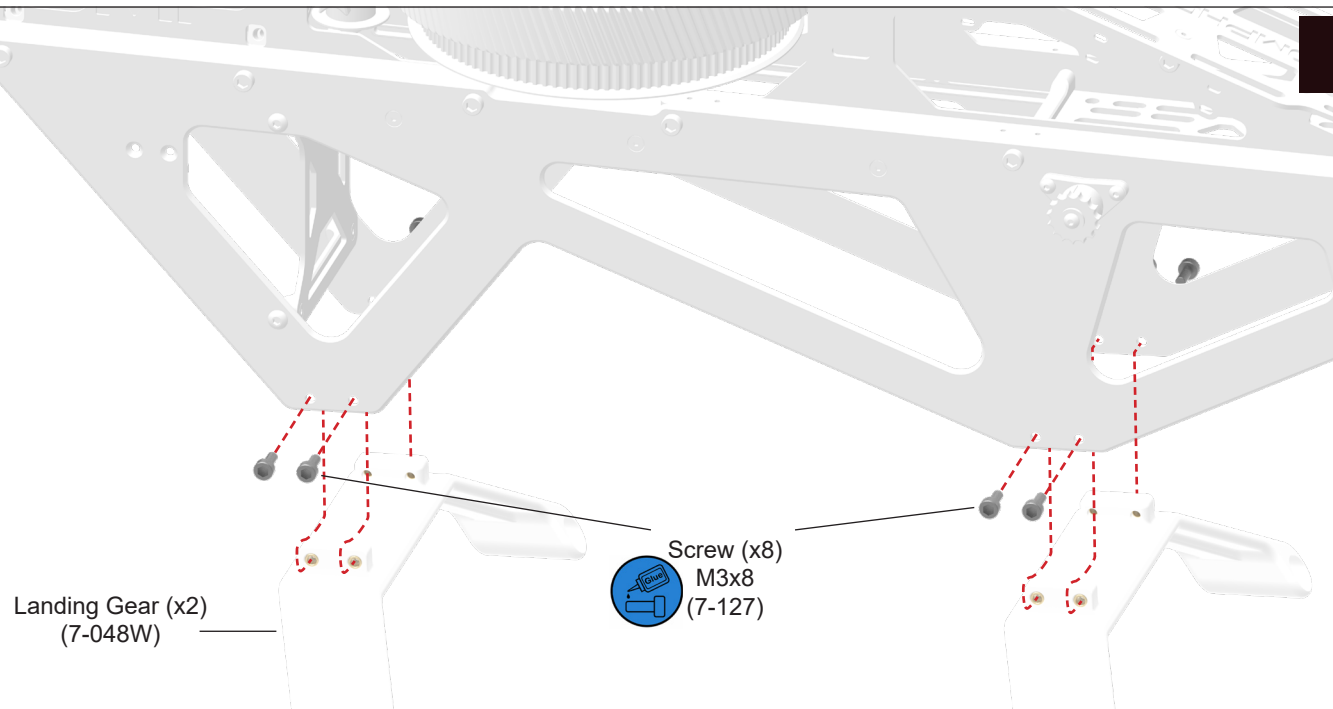 Screw (x8)
M3x8
(7-127)
Glue
Landing Gear (x2)
(7-048W)